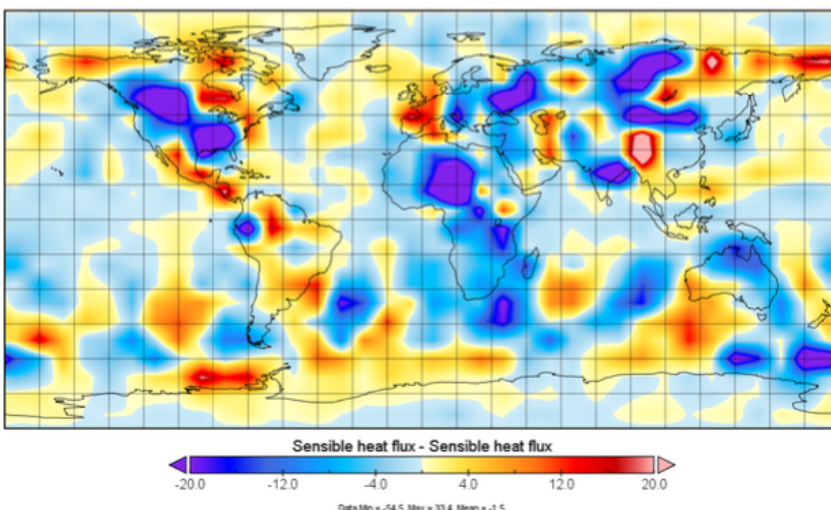 Sensible heat flux - Sensible heat flux
-20.0 -12.0 -4.0 4.0 12.0 20.0
Data Min = -54.5, Max = 33.4, Mean = -1.5